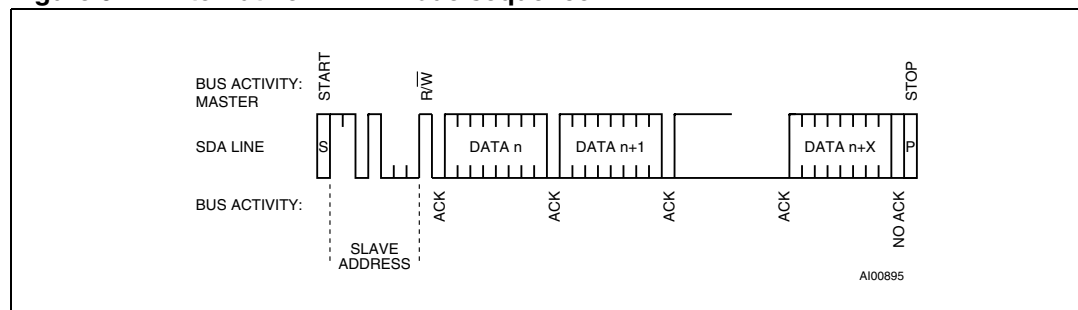 BUS ACTIVITY:
MASTER
START
R/W
STOP
SDA LINE
S
DATA n
DATA n+1
DATA n+X
P
BUS ACTIVITY:
ACK
ACK
ACK
ACK
NO ACK
SLAVE
ADDRESS
AI00895